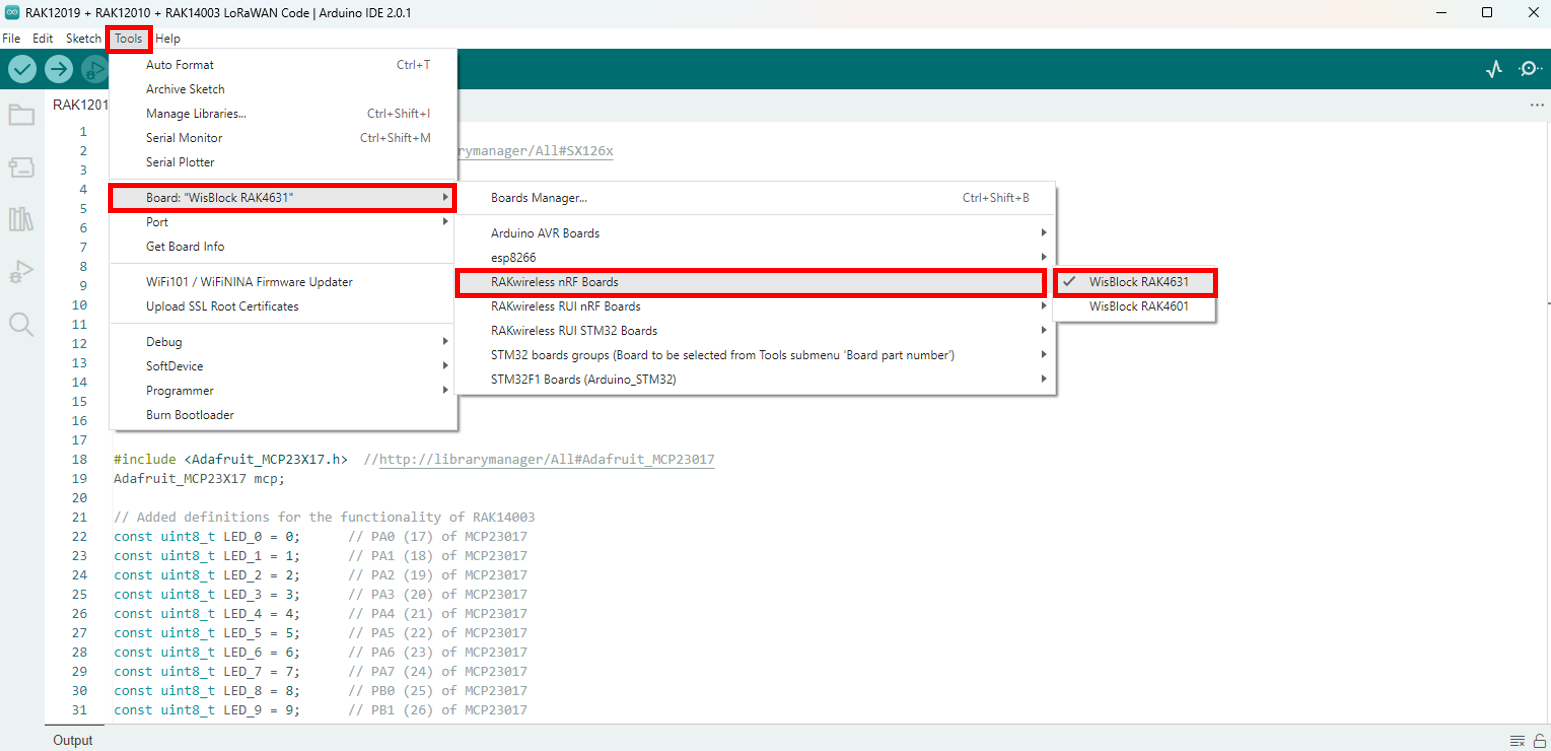 RAK12019 + RAK12010 + RAK14003 LoRaWAN Code | Arduino IDE 2.0.1
File Edit Sketch Tools Help
RAK1201
Auto Format Ctrl+T
Archive Sketch
Manage Libraries... Ctrl+Shift+I
Serial Monitor Ctrl+Shift+M
Serial Plotter
Board: "WisBlock RAK4631"
Port
Get Board Info
WiFi101 / WiFiNINA Firmware Updater
Upload SSL Root Certificates
Debug
SoftDevice
Programmer
Burn Bootloader
Boards Manager... Ctrl+Shift+B
Arduino AVR Boards
esp8266
RAKwireless nRF Boards
RAKwireless RUI nRF Boards
RAKwireless RUI STM32 Boards
STM32 boards groups (Board to be selected from Tools submenu 'Board part number')
STM32F1 Boards (Arduino_STM32)
WisBlock RAK4631
WisBlock RAK4601
1
2 rarymanager/All#SX126x
3
4
5
6
7
8
9
10
11
12
13
14
15
16
17
18 #include <Adafruit_MCP23X17.h> //http://librarymanager/All#Adafruit_MCP23017
19 Adafruit_MCP23X17 mcp;
20
21 // Added definitions for the functionality of RAK14003
22 const uint8_t LED_0 = 0; // PA0 (17) of MCP23017
23 const uint8_t LED_1 = 1; // PA1 (18) of MCP23017
24 const uint8_t LED_2 = 2; // PA2 (19) of MCP23017
25 const uint8_t LED_3 = 3; // PA3 (20) of MCP23017
26 const uint8_t LED_4 = 4; // PA4 (21) of MCP23017
27 const uint8_t LED_5 = 5; // PA5 (22) of MCP23017
28 const uint8_t LED_6 = 6; // PA6 (23) of MCP23017
29 const uint8_t LED_7 = 7; // PA7 (24) of MCP23017
30 const uint8_t LED_8 = 8; // PB0 (25) of MCP23017
31 const uint8_t LED_9 = 9; // PB1 (26) of MCP23017
Output